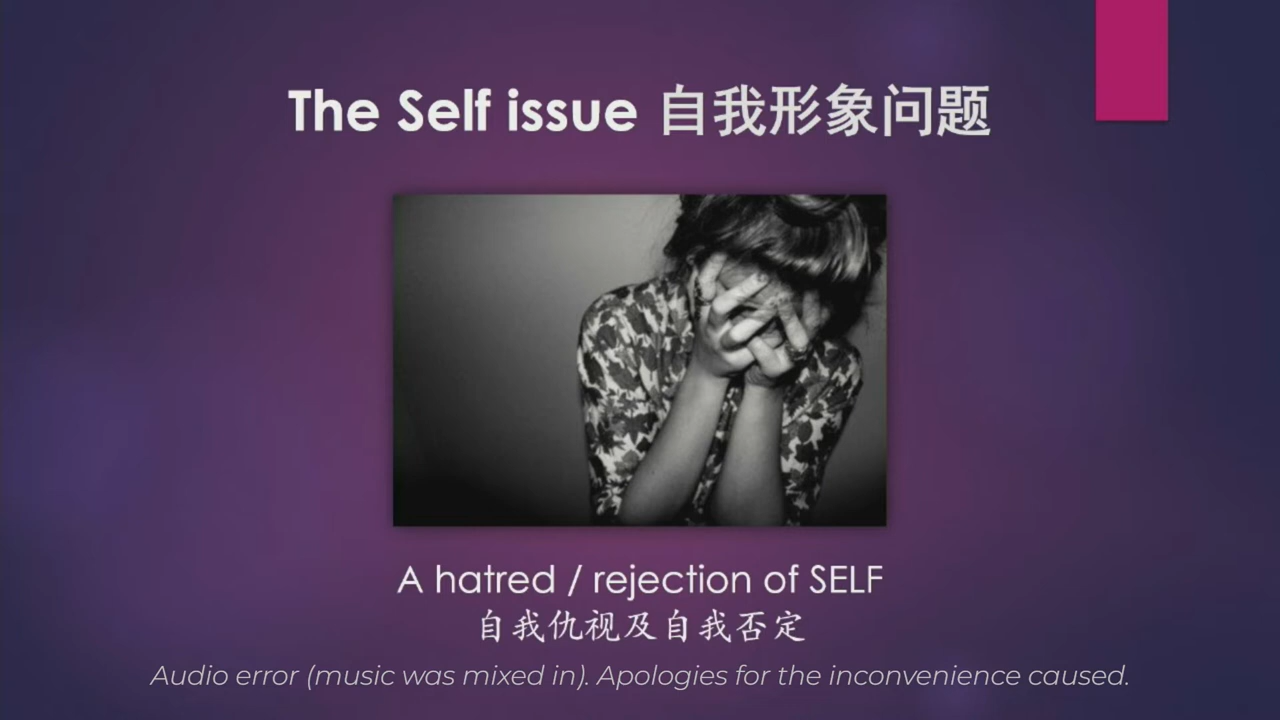 The Self issue 自我形象问题
A hatred / rejection of SELF
自我仇视及自我否定
Audio error (music was mixed in). Apologies for the inconvenience caused.